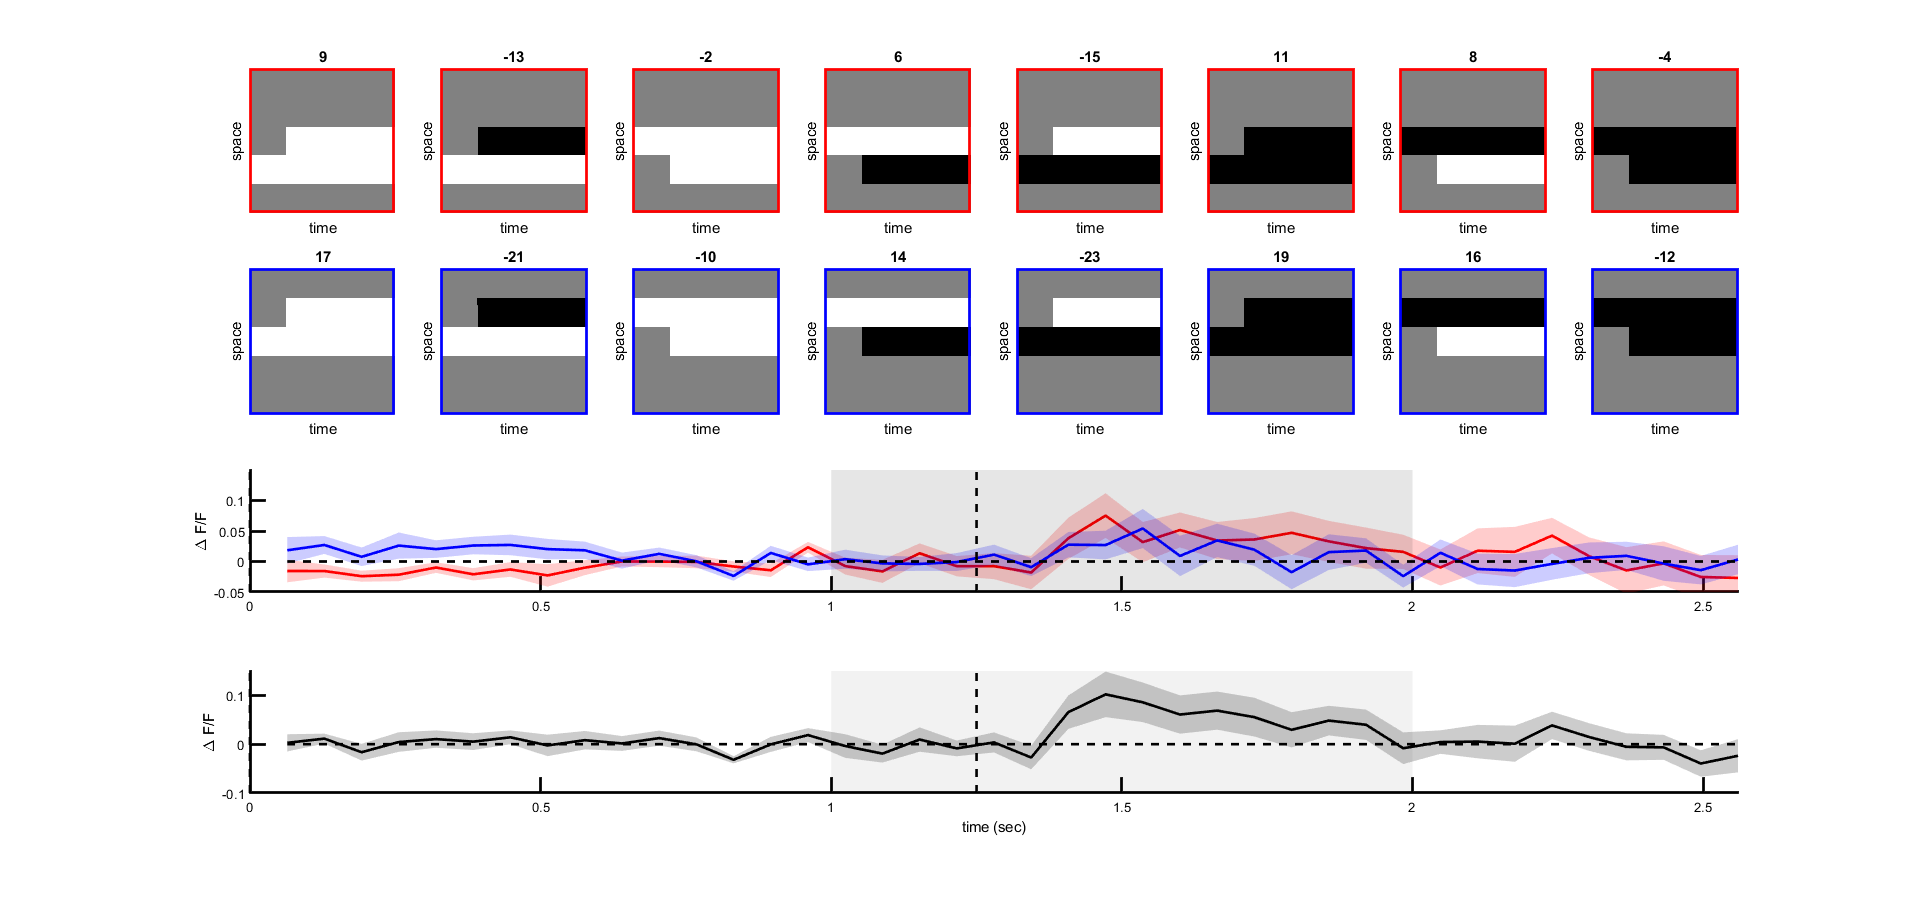 9 -13 -2 6 -15 11 8 -4
space space space space space space space space
time time time time time time time time
17 -21 -10 14 -23 19 16 -12
space space space space space space space space
time time time time time time time time
0.1
0.05
0
-0.05
Δ F/F
0 0.5 1 1.5 2 2.5
0.1
0
-0.1
Δ F/F
0 0.5 1 1.5 2 2.5
time (sec)